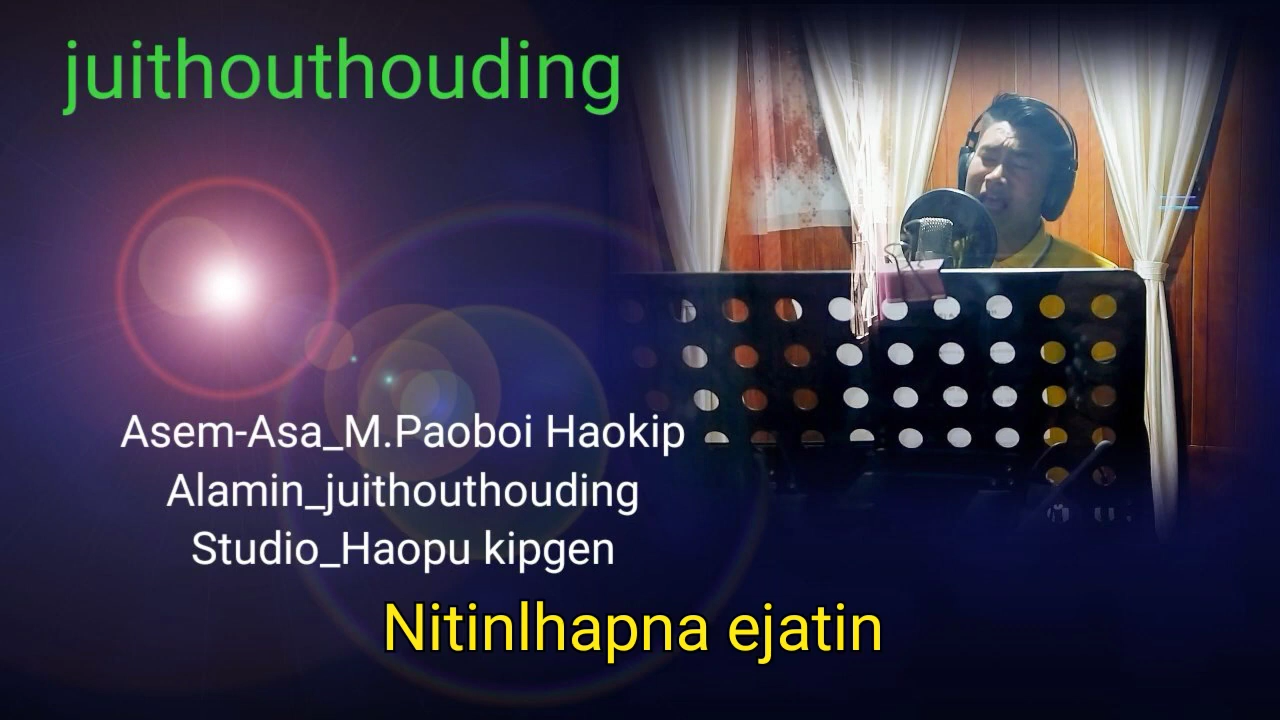 juithouthouding
Asem-Asa_M.Paoboi Haokip
Alamin_juithouthouding
Studio_Haopu kipgen
Nitinlhapna ejatin